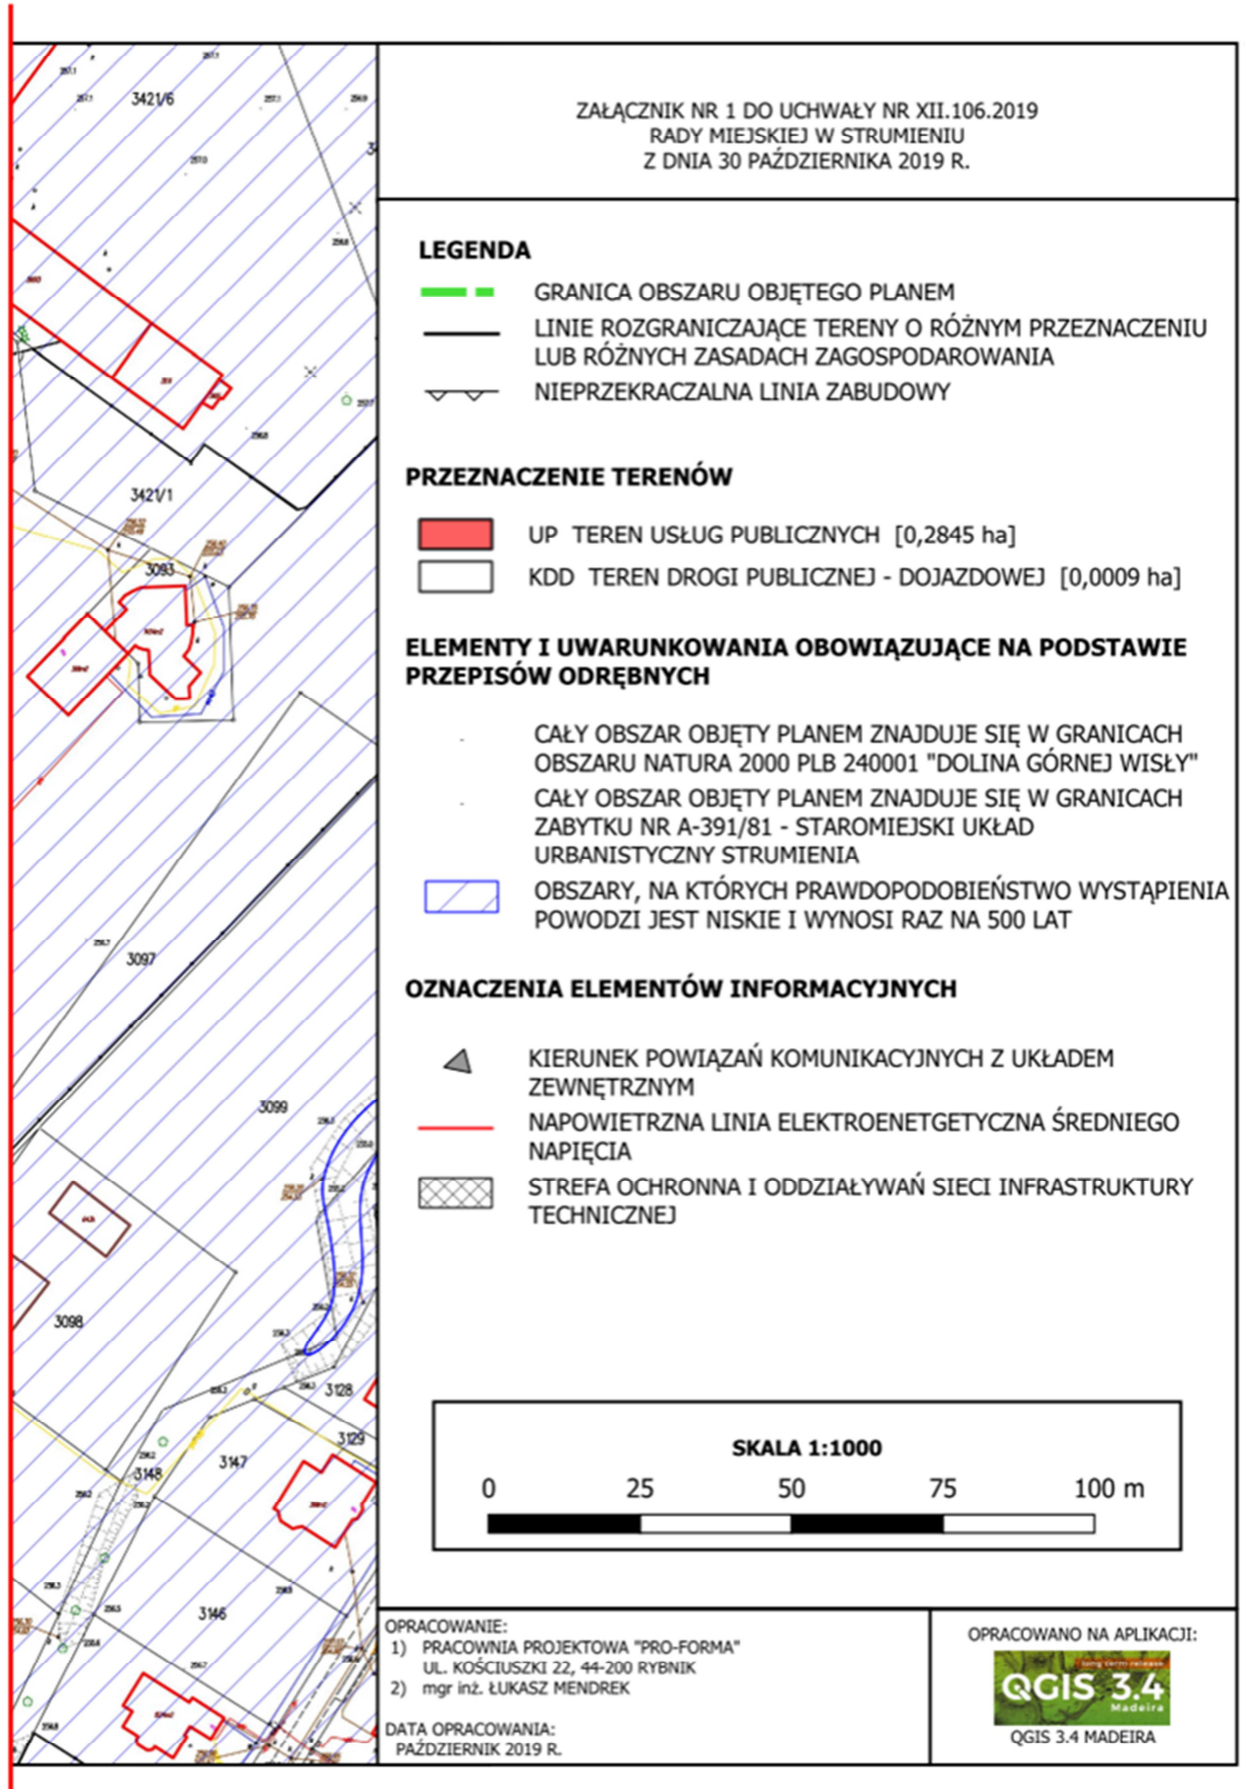 ZAŁĄCZNIK NR 1 DO UCHWAŁY NR XII.106.2019
RADY MIEJSKIEJ W STRUMIENIU
Z DNIA 30 PAŹDZIERNIKA 2019 R.
LEGENDA
GRANICA OBSZARU OBJĘTEGO PLANEM
LINIE ROZGRANICZAJĄCE TERENY O RÓŻNYM PRZEZNACZENIU
LUB RÓŻNYCH ZASADACH ZAGOSPODAROWANIA
NIEPRZEKRACZALNA LINIA ZABUDOWY
PRZEZNACZENIE TERENÓW
UP TEREN USŁUG PUBLICZNYCH [0,2845 ha]
KDD TEREN DROGI PUBLICZNEJ - DOJAZDOWEJ [0,0009 ha]
ELEMENTY I UWARUNKOWANIA OBOWIĄZUJĄCE NA PODSTAWIE
PRZEPISÓW ODRĘBNYCH
- CAŁY OBSZAR OBJĘTY PLANEM ZNAJDUJE SIĘ W GRANICACH
OBSZARU NATURA 2000 PLB 240001 "DOLINA GÓRNEJ WISŁY"
- CAŁY OBSZAR OBJĘTY PLANEM ZNAJDUJE SIĘ W GRANICACH
ZABYTKU NR A-391/81 - STAROMIEJSKI UKŁAD
URBANISTYCZNY STRUMIENIA
OBSZARY, NA KTÓRYCH PRAWDOPODOBIEŃSTWO WYSTĄPIENIA
POWODZI JEST NISKIE I WYNOSI RAZ NA 500 LAT
OZNACZENIA ELEMENTÓW INFORMACYJNYCH
KIERUNEK POWIĄZAŃ KOMUNIKACYJNYCH Z UKŁADEM
ZEWNĘTRZNYM
NAPOWIETRZNA LINIA ELEKTROENETGETYCZNA ŚREDNIEGO
NAPIĘCIA
STREFA OCHRONNA I ODDZIAŁYWAŃ SIECI INFRASTRUKTURY
TECHNICZNEJ
SKALA 1:1000
0 25 50 75 100 m
OPRACOWANIE:
1) PRACOWNIA PROJEKTOWA "PRO-FORMA"
UL. KOŚCIUSZKI 22, 44-200 RYBNIK
2) mgr inż. ŁUKASZ MENDREK
DATA OPRACOWANIA:
PAŹDZIERNIK 2019 R.
OPRACOWANO NA APLIKACJI:
long term release
QGIS 3.4
Madeira
QGIS 3.4 MADEIRA
3421/6
3421/1
3093
3097
3099
3098
3128
3129
3147
3148
3146